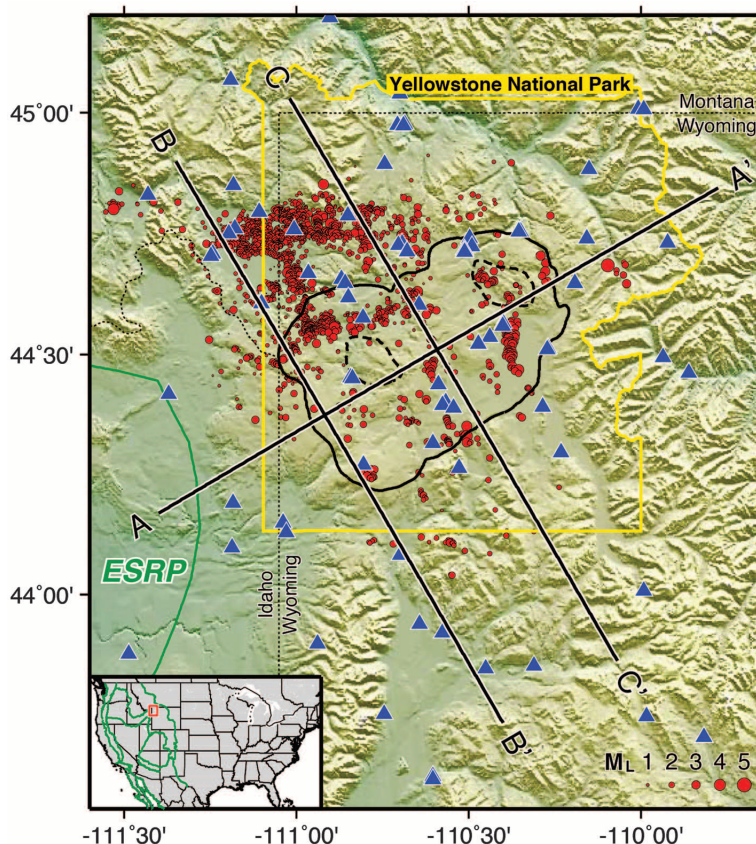 C
Yellowstone National Park
45°00'
Montana
Wyoming
B
A'
44°30'
A
ESRP
44°00'
Idaho
Wyoming
C'
B'
ML 1 2 3 4 5
-111°30' -111°00' -110°30' -110°00'